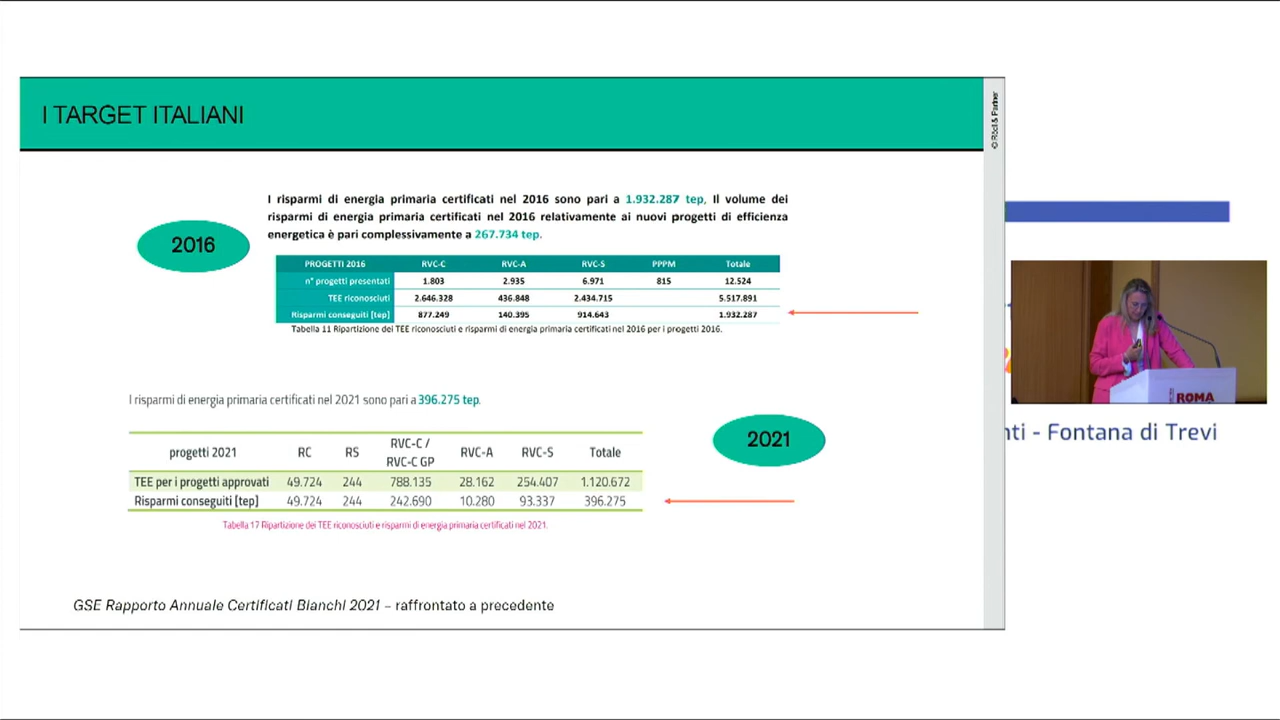 I TARGET ITALIANI
© Rödl & Partner
I risparmi di energia primaria certificati nel 2016 sono pari a 1.932.287 tep, Il volume dei
risparmi di energia primaria certificati nel 2016 relativamente ai nuovi progetti di efficienza
energetica è pari complessivamente a 267.734 tep.
2016
PROGETTI 2016 RVC-C RVC-A RVC-S PPPM Totale
n° progetti presentati 1.803 2.935 6.971 815 12.524
TEE riconosciuti 2.646.328 436.848 2.434.715 5.517.891
Risparmi conseguiti [tep] 877.249 140.395 914.643 1.932.287
Tabella 11 Ripartizione dei TEE riconosciuti e risparmi di energia primaria certificati nel 2016 per i progetti 2016.
I risparmi di energia primaria certificati nel 2021 sono pari a 396.275 tep.
2021
progetti 2021 RC RS RVC-C / RVC-A RVC-S Totale
RVC-C GP
TEE per i progetti approvati 49.724 244 788.135 28.162 254.407 1.120.672
Risparmi conseguiti [tep] 49.724 244 242.690 10.280 93.337 396.275
Tabella 17 Ripartizione dei TEE riconosciuti e risparmi di energia primaria certificati nel 2021.
GSE Rapporto Annuale Certificati Bianchi 2021 – raffrontato a precedente
ROMA
nti - Fontana di Trevi